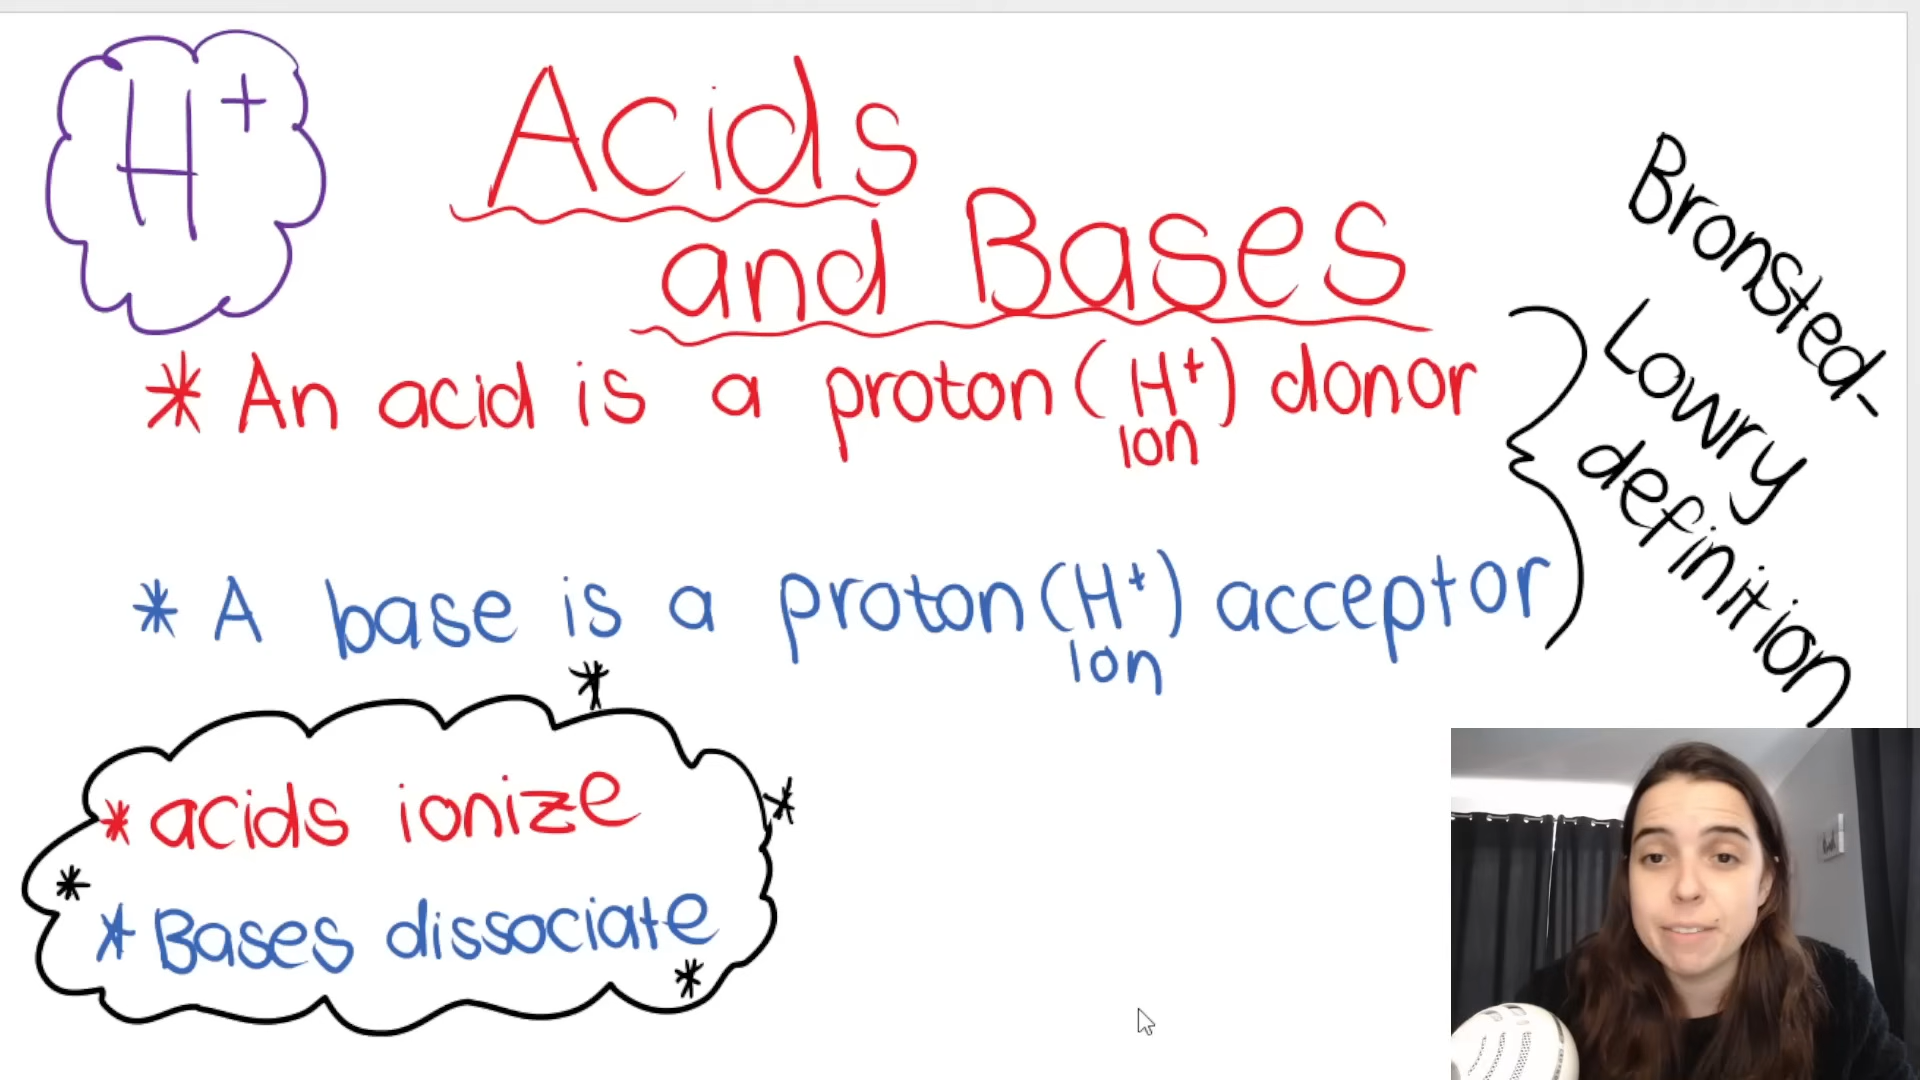 H+
Acids
and Bases
* An acid is a proton (H+) donor
Ion
* A base is a proton (H+) acceptor
Ion
Bronsted-
Lowry
definition
* acids ionize
* Bases dissociate